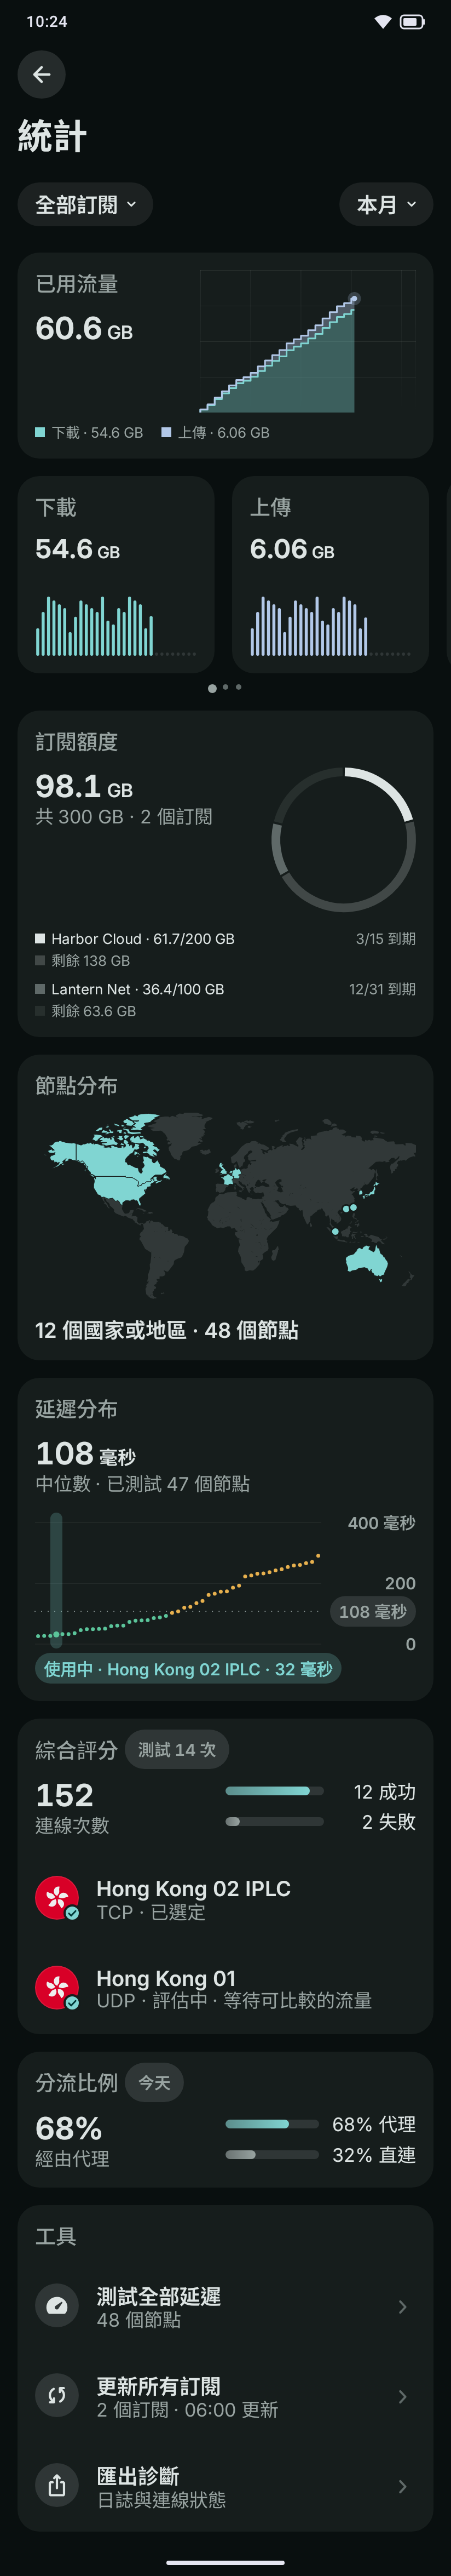 10:24
統計
全部訂閱 本月
已用流量
60.6 GB
下載 · 54.6 GB 上傳 · 6.06 GB
下載 上傳
54.6 GB 6.06 GB
訂閱額度
98.1 GB
共 300 GB · 2 個訂閱
Harbor Cloud · 61.7/200 GB 3/15 到期
剩餘 138 GB
Lantern Net · 36.4/100 GB 12/31 到期
剩餘 63.6 GB
節點分布
12 個國家或地區 · 48 個節點
延遲分布
108 毫秒
中位數 · 已測試 47 個節點
400 毫秒
200
108 毫秒
0
使用中 · Hong Kong 02 IPLC · 32 毫秒
綜合評分 測試 14 次
152 12 成功
連線次數 2 失敗
Hong Kong 02 IPLC
TCP · 已選定
Hong Kong 01
UDP · 評估中 · 等待可比較的流量
分流比例 今天
68% 68% 代理
經由代理 32% 直連
工具
測試全部延遲
48 個節點
更新所有訂閱
2 個訂閱 · 06:00 更新
匯出診斷
日誌與連線狀態